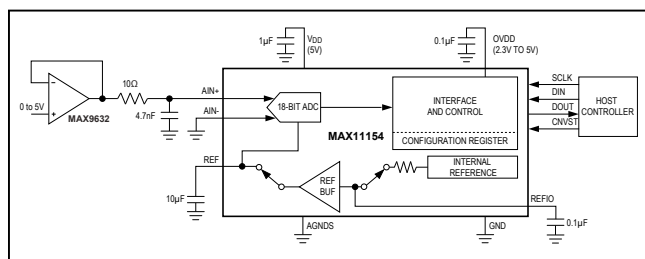 1µF
VDD
(5V)
0.1µF
OVDD
(2.3V TO 5V)
10Ω
0 to 5V
MAX9632
4.7nF
AIN+
AIN-
18-BIT ADC
MAX11154
INTERFACE
AND CONTROL
CONFIGURATION REGISTER
SCLK
DIN
DOUT
CNVST
HOST
CONTROLLER
REF
10µF
REF
BUF
INTERNAL
REFERENCE
REFIO
0.1µF
AGNDS
GND